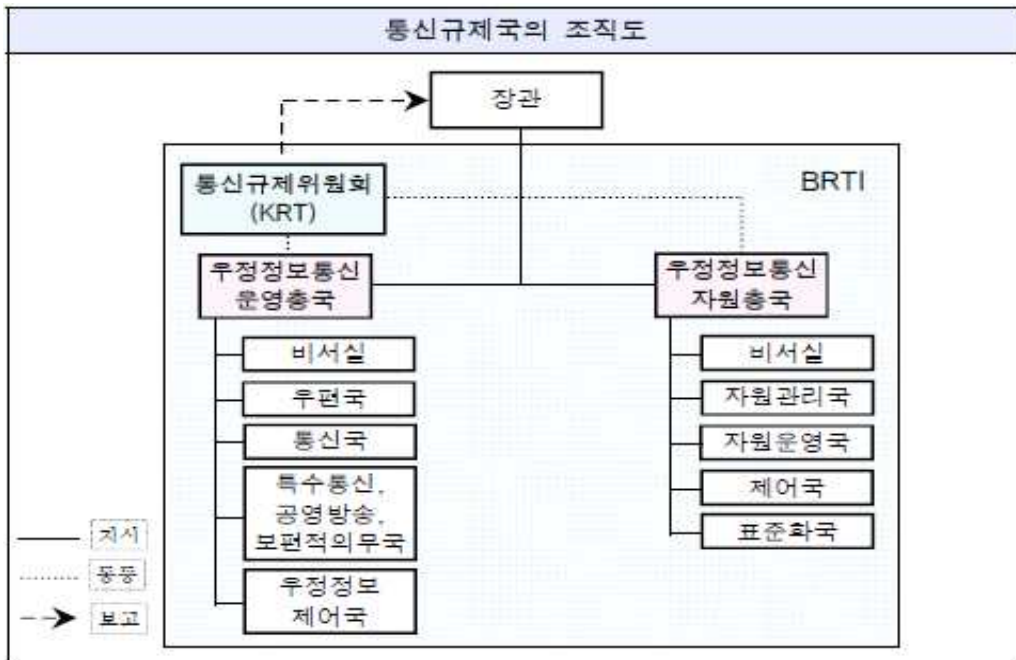 통신규제국의 조직도
장관
통신규제위원회
(KRT)
BRTI
우정정보통신
운영총국
우정정보통신
자원총국
비서실
우편국
통신국
특수통신,
공영방송,
보편적의무국
우정정보
제어국
비서실
자원관리국
자원운영국
제어국
표준화국
지시
동등
보고